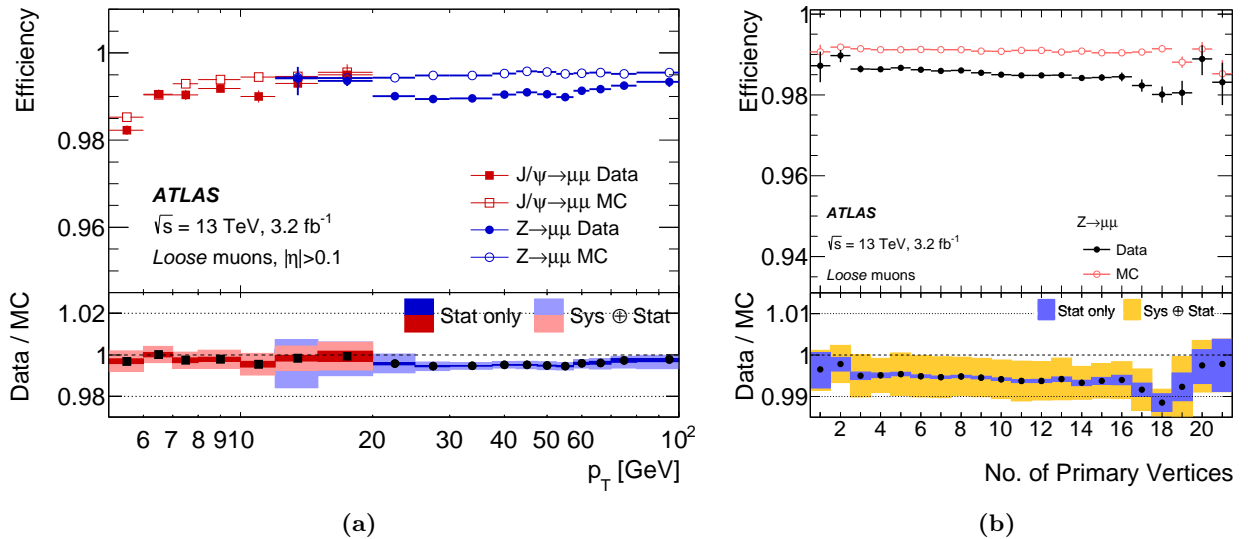 Efficiency
1
0.98
0.96
ATLAS
√s = 13 TeV, 3.2 fb⁻¹
Loose muons, |η|>0.1
J/ψ→μμ Data
J/ψ→μμ MC
Z→μμ Data
Z→μμ MC
Data / MC
1.02
1
0.98
Stat only
Sys ⊕ Stat
6 7 8 9 10 20 30 40 50 60 10²
p_T [GeV]
(a)
Efficiency
1
0.98
0.96
0.94
ATLAS
√s = 13 TeV, 3.2 fb⁻¹
Loose muons
Z→μμ
Data
MC
Data / MC
1.01
1
0.99
Stat only
Sys ⊕ Stat
2 4 6 8 10 12 14 16 18 20
No. of Primary Vertices
(b)